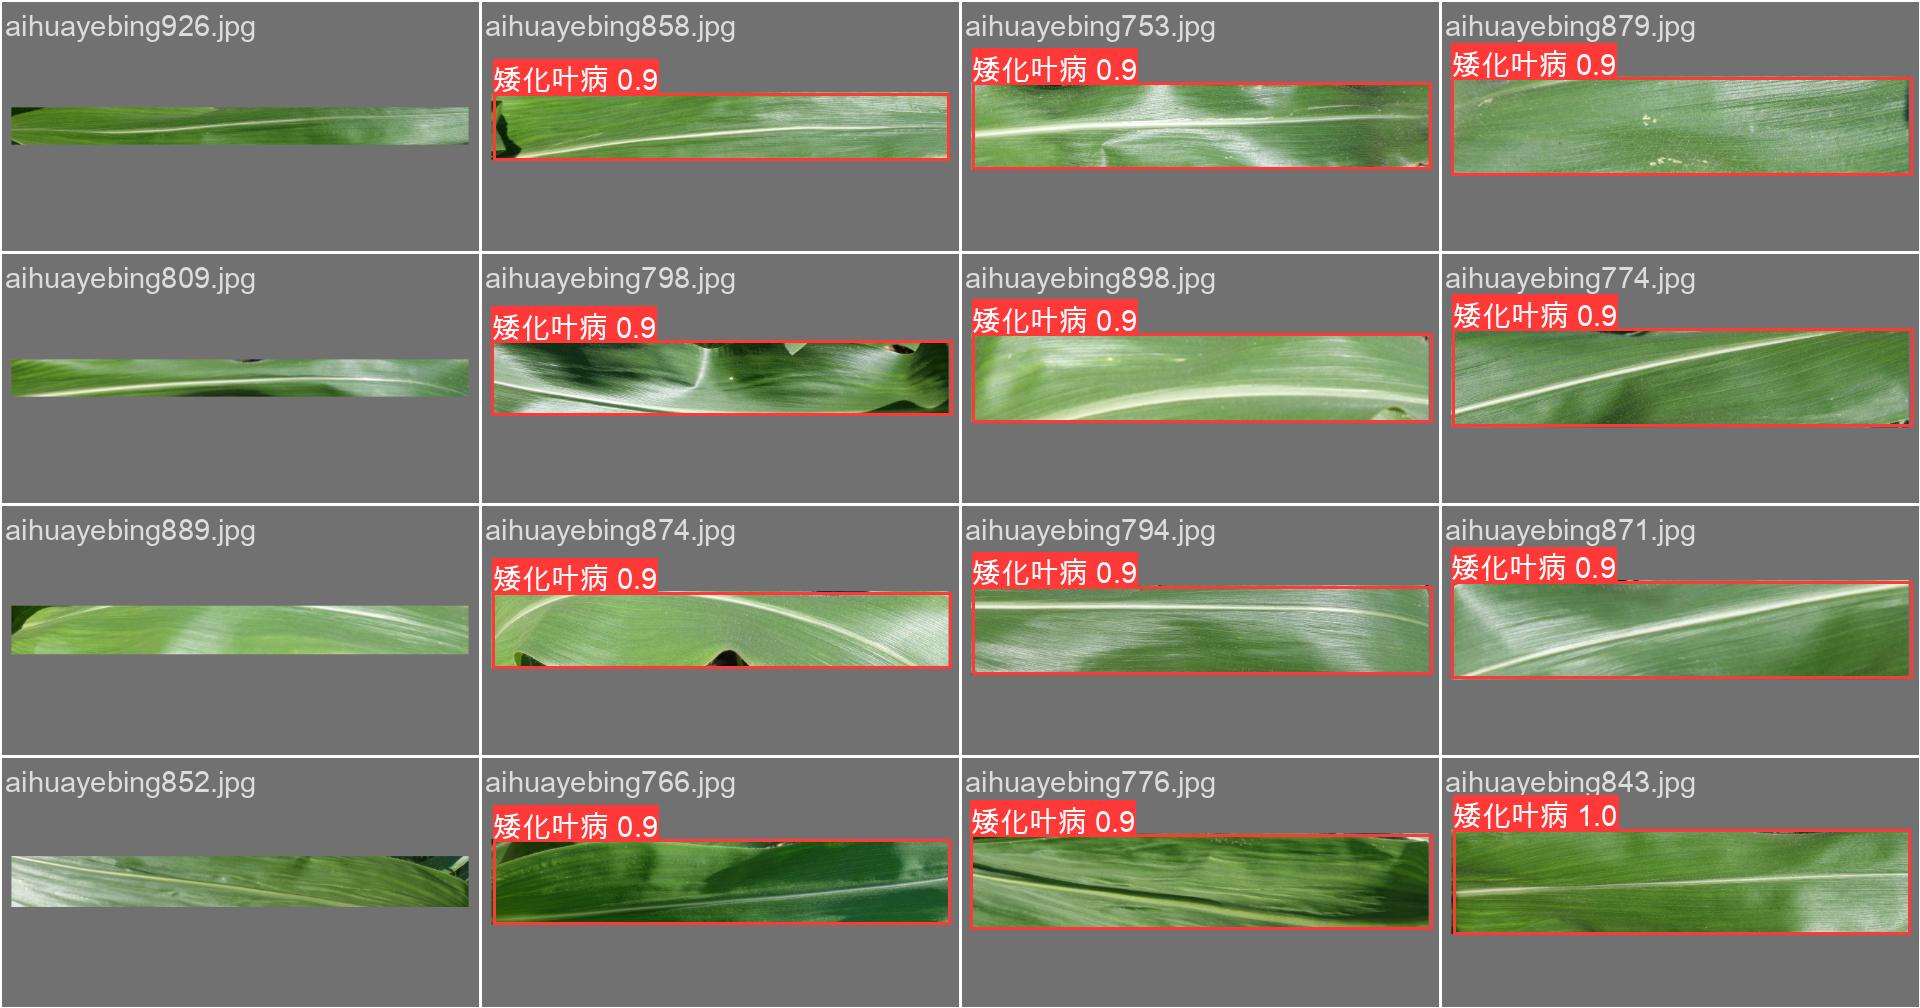 aihuayebing926.jpg
aihuayebing858.jpg
矮化叶病 0.9
aihuayebing753.jpg
矮化叶病 0.9
aihuayebing879.jpg
矮化叶病 0.9
aihuayebing809.jpg
aihuayebing798.jpg
矮化叶病 0.9
aihuayebing898.jpg
矮化叶病 0.9
aihuayebing774.jpg
矮化叶病 0.9
aihuayebing889.jpg
aihuayebing874.jpg
矮化叶病 0.9
aihuayebing794.jpg
矮化叶病 0.9
aihuayebing871.jpg
矮化叶病 0.9
aihuayebing852.jpg
aihuayebing766.jpg
矮化叶病 0.9
aihuayebing776.jpg
矮化叶病 0.9
aihuayebing843.jpg
矮化叶病 1.0